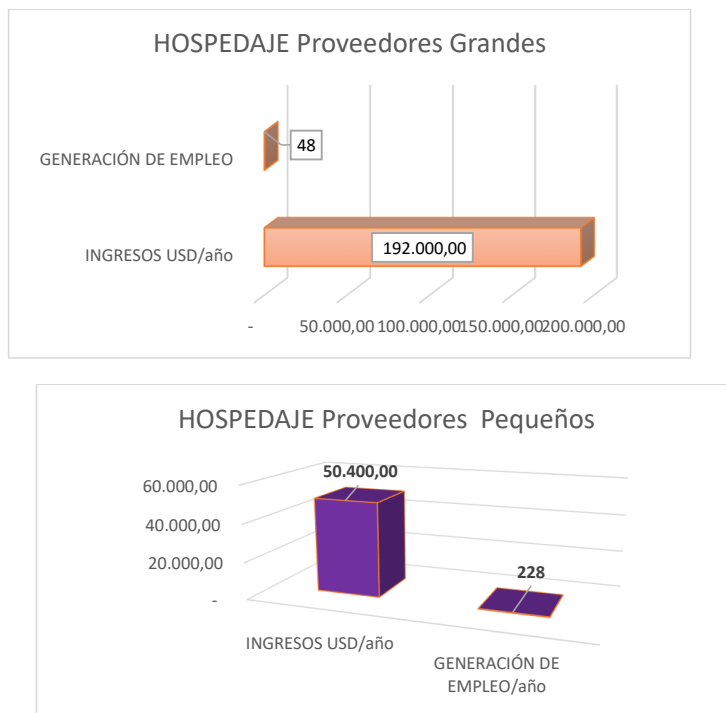 HOSPEDAJE Proveedores Grandes
48
GENERACIÓN DE EMPLEO
192.000,00
INGRESOS USD/año
- 50.000,00 100.000,00 150.000,00 200.000,00
HOSPEDAJE Proveedores Pequeños
50.400,00
60.000,00
40.000,00
20.000,00
-
228
INGRESOS USD/año
GENERACIÓN DE
EMPLEO/año